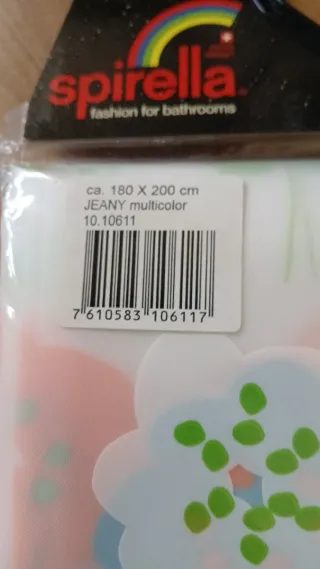 spirella
fashion for bathrooms
ca. 180 X 200 cm
JEANY multicolor
10.10611
7 610583 106117